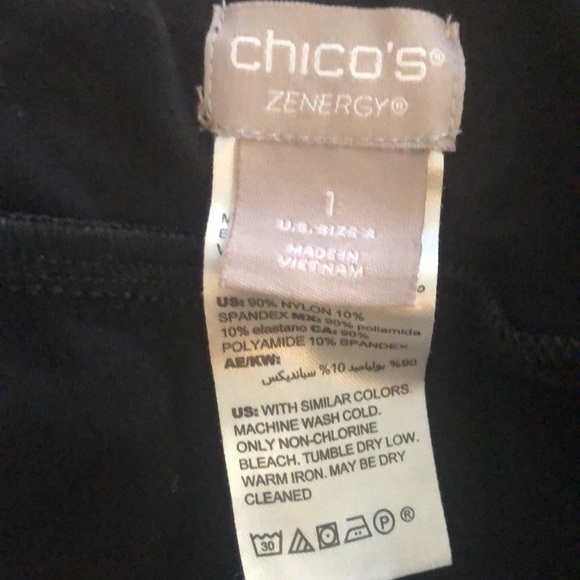 chico's®
ZENERGY®
1
U.S. SIZE
MADE IN
VIETNAM
US: 90% NYLON 10%
SPANDEX MX: 90% poliamida
10% elastano CA: 90%
POLYAMIDE 10% SPANDEX
AE/KW:
90% بولياميد 10% سبانديكس
US: WITH SIMILAR COLORS
MACHINE WASH COLD.
ONLY NON-CHLORINE
BLEACH. TUMBLE DRY LOW.
WARM IRON. MAY BE DRY
CLEANED
30 P ®